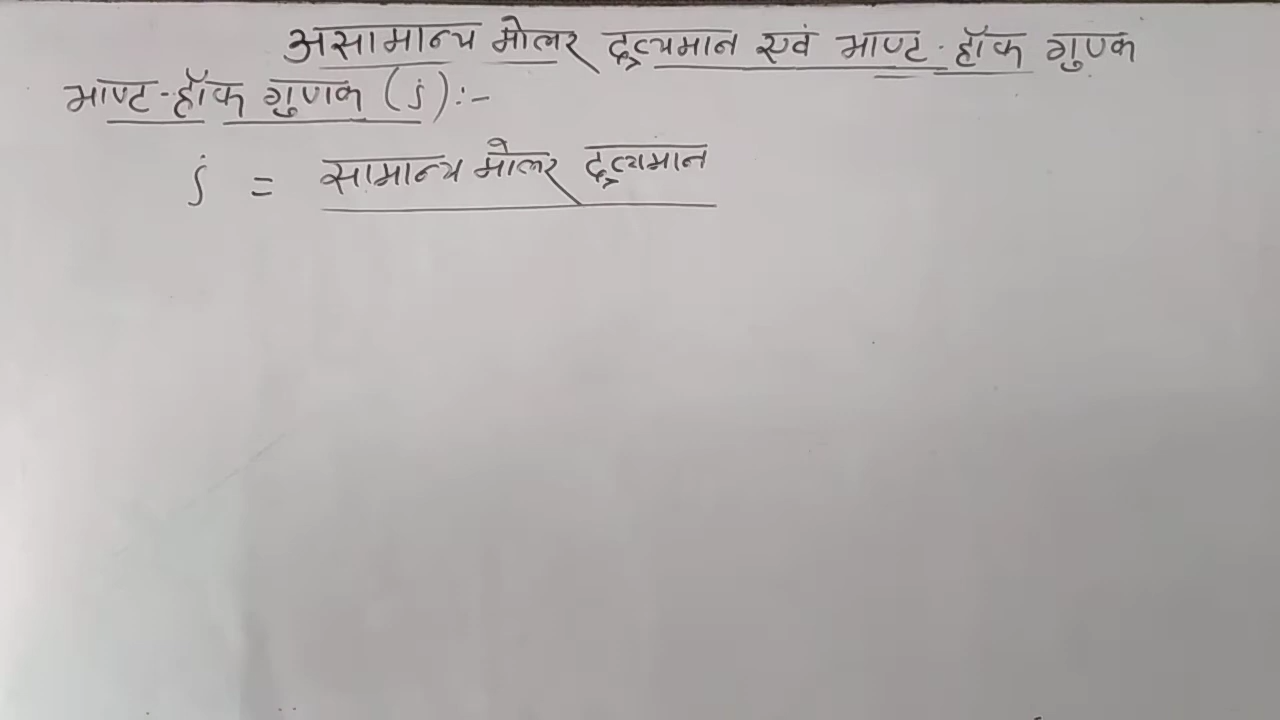 असामान्य मोलर द्रव्यमान एवं वाण्ट-हॉफ गुणक
वाण्ट-हॉफ गुणक (i):-
i = सामान्य मोलर द्रव्यमान